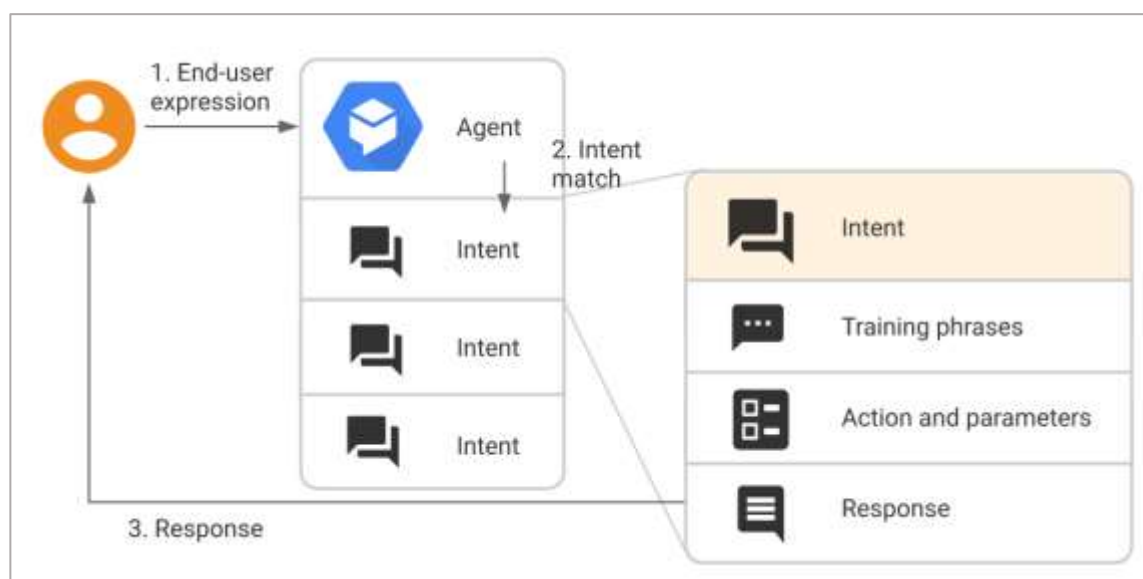 1. End-user
expression
Agent
2. Intent
match
Intent
Intent
Intent
Intent
Training phrases
Action and parameters
Response
3. Response